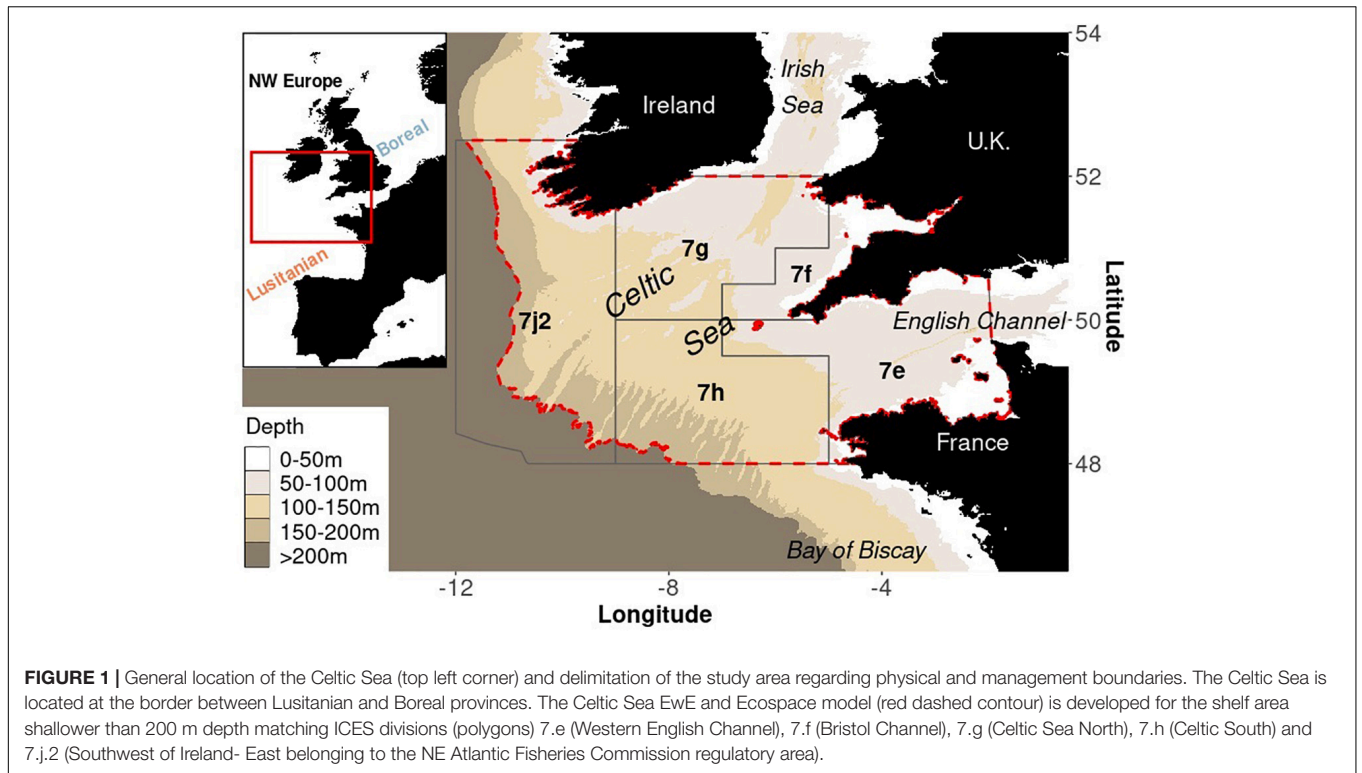 NW Europe
Boreal
Lusitanian
Ireland
Irish
Sea
U.K.
7g
7f
Celtic
Sea
7j2
7h
7e
English Channel
France
Bay of Biscay
54
52
50
48
Latitude
Depth
0-50m
50-100m
100-150m
150-200m
>200m
-12
-8
-4
Longitude
FIGURE 1 | General location of the Celtic Sea (top left corner) and delimitation of the study area regarding physical and management boundaries. The Celtic Sea is
located at the border between Lusitanian and Boreal provinces. The Celtic Sea EwE and Ecospace model (red dashed contour) is developed for the shelf area
shallower than 200 m depth matching ICES divisions (polygons) 7.e (Western English Channel), 7.f (Bristol Channel), 7.g (Celtic Sea North), 7.h (Celtic South) and
7.j.2 (Southwest of Ireland- East belonging to the NE Atlantic Fisheries Commission regulatory area).